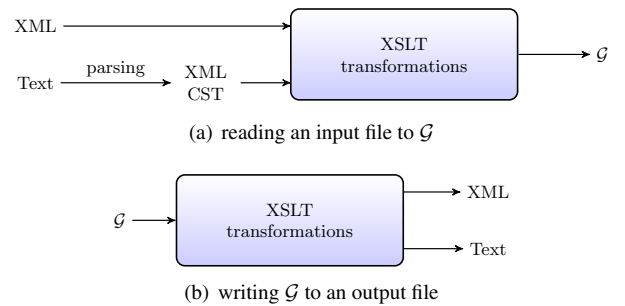 XML
XSLT
transformations
𝒢
Text
parsing
XML
CST
(a) reading an input file to 𝒢
𝒢
XSLT
transformations
XML
Text
(b) writing 𝒢 to an output file